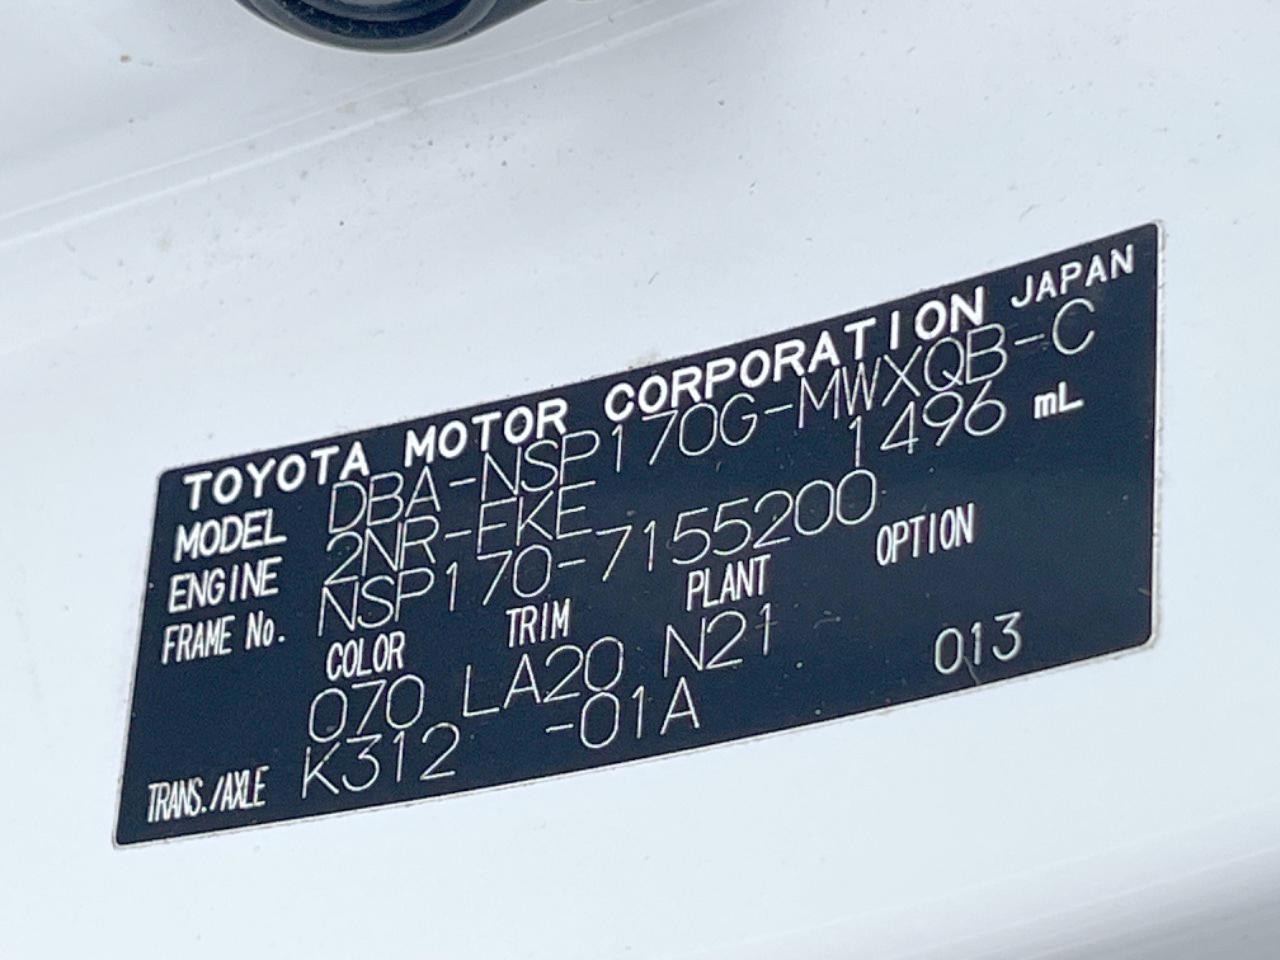 TOYOTA MOTOR CORPORATION JAPAN
MODEL DBA-NSP170G-MWXQB-C
ENGINE 2NR-FKE 1496 mL
FRAME No. NSP170-7155200
COLOR TRIM PLANT OPTION
070 LA20 N21
TRANS./AXLE K312 -01A 013